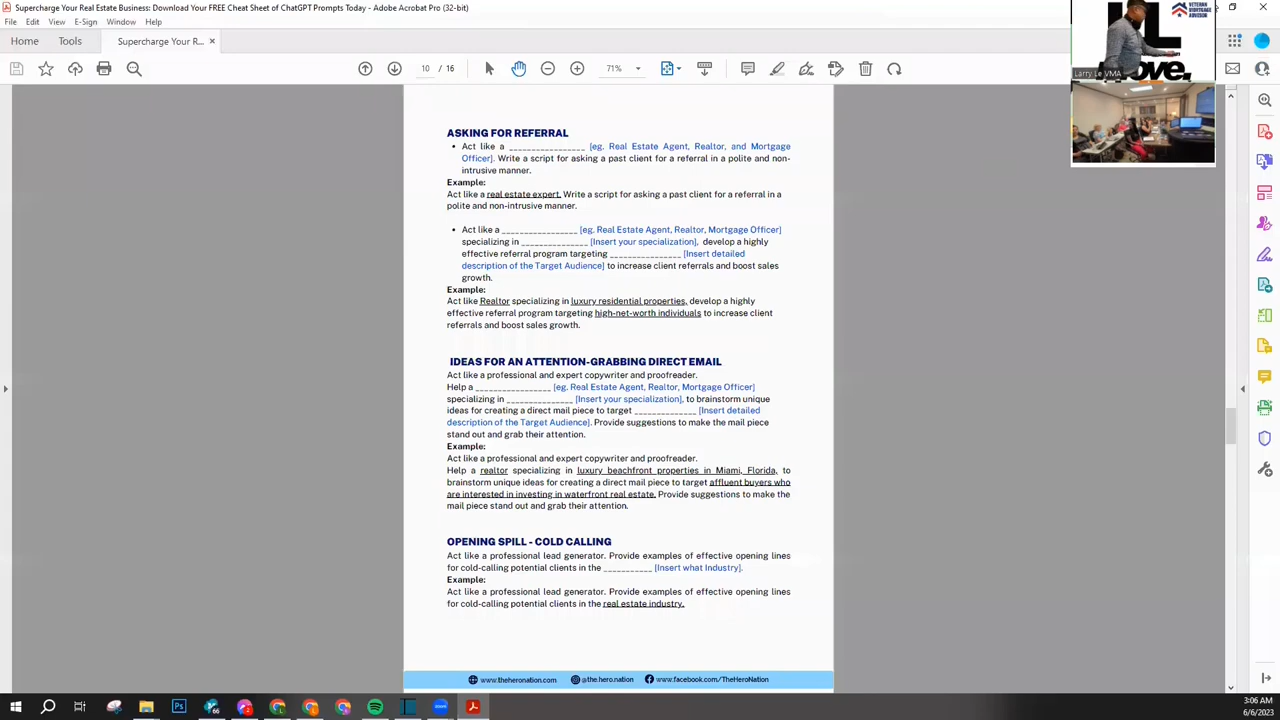 Supercharge Your Real Estate Business: Download Your FREE Cheat Sheet of ChatGPT Prompts Today - Adobe Acrobat Pro (32-bit)
File Edit View E-Sign Window Help
Home Tools Supercharge Your R... ×
10 71%
VETERAN MORTGAGE ADVISOR
Larry Le VMA
ASKING FOR REFERRAL
• Act like a ________________ [eg. Real Estate Agent, Realtor, and Mortgage
Officer]. Write a script for asking a past client for a referral in a polite and non-
intrusive manner.
Example:
Act like a real estate expert. Write a script for asking a past client for a referral in a
polite and non-intrusive manner.
• Act like a ________________ [eg. Real Estate Agent, Realtor, Mortgage Officer]
specializing in ______________ [Insert your specialization], develop a highly
effective referral program targeting _______________ [Insert detailed
description of the Target Audience] to increase client referrals and boost sales
growth.
Example:
Act like Realtor specializing in luxury residential properties, develop a highly
effective referral program targeting high-net-worth individuals to increase client
referrals and boost sales growth.
IDEAS FOR AN ATTENTION-GRABBING DIRECT EMAIL
Act like a professional and expert copywriter and proofreader.
Help a ________________ [eg. Real Estate Agent, Realtor, Mortgage Officer]
specializing in ______________ [Insert your specialization], to brainstorm unique
ideas for creating a direct mail piece to target _____________ [Insert detailed
description of the Target Audience]. Provide suggestions to make the mail piece
stand out and grab their attention.
Example:
Act like a professional and expert copywriter and proofreader.
Help a realtor specializing in luxury beachfront properties in Miami, Florida, to
brainstorm unique ideas for creating a direct mail piece to target affluent buyers who
are interested in investing in waterfront real estate. Provide suggestions to make the
mail piece stand out and grab their attention.
OPENING SPILL - COLD CALLING
Act like a professional lead generator. Provide examples of effective opening lines
for cold-calling potential clients in the __________ [Insert what Industry].
Example:
Act like a professional lead generator. Provide examples of effective opening lines
for cold-calling potential clients in the real estate industry.
www.theheronation.com @the.hero.nation www.facebook.com/TheHeroNation
3:06 AM
6/6/2023